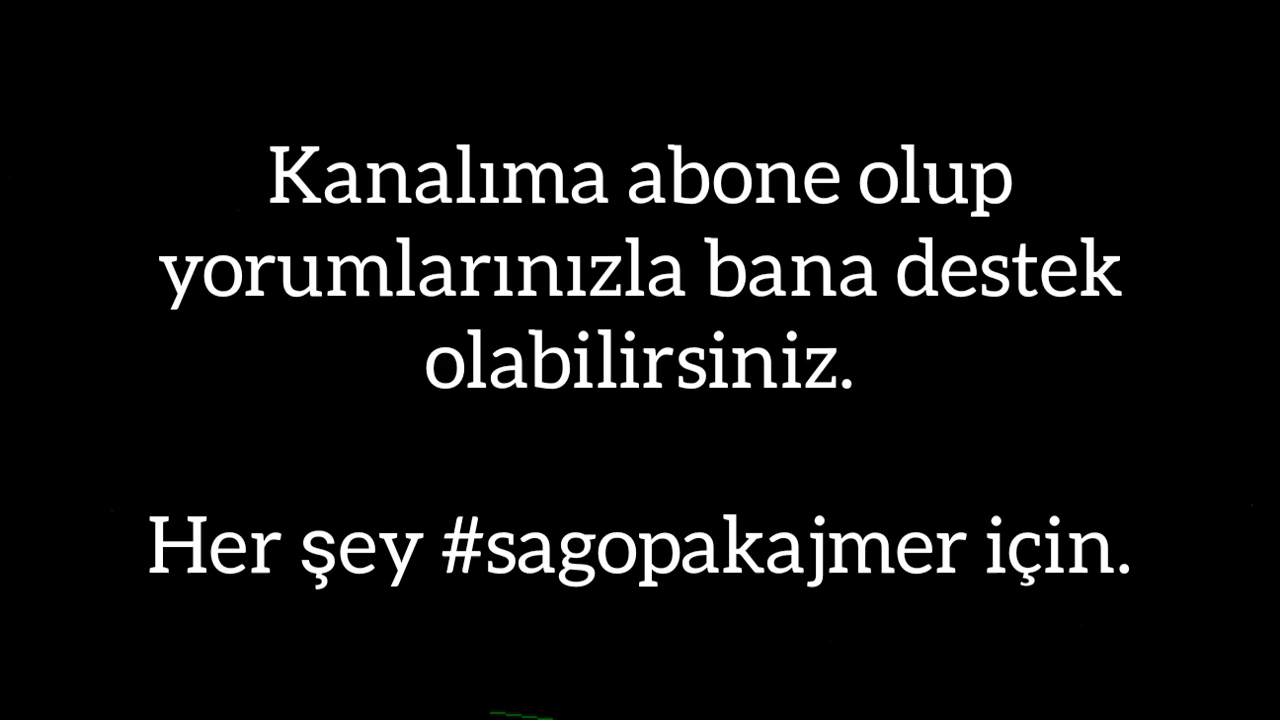 Kanalıma abone olup
yorumlarınızla bana destek
olabilirsiniz.
Her şey #sagopakajmer için.